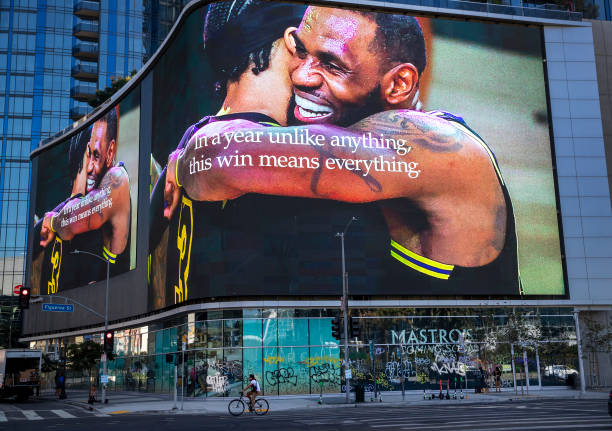 In a year unlike anything,
this win means everything.
In a year unlike anything,
this win means everything.
Figueroa St
MASTRO'S